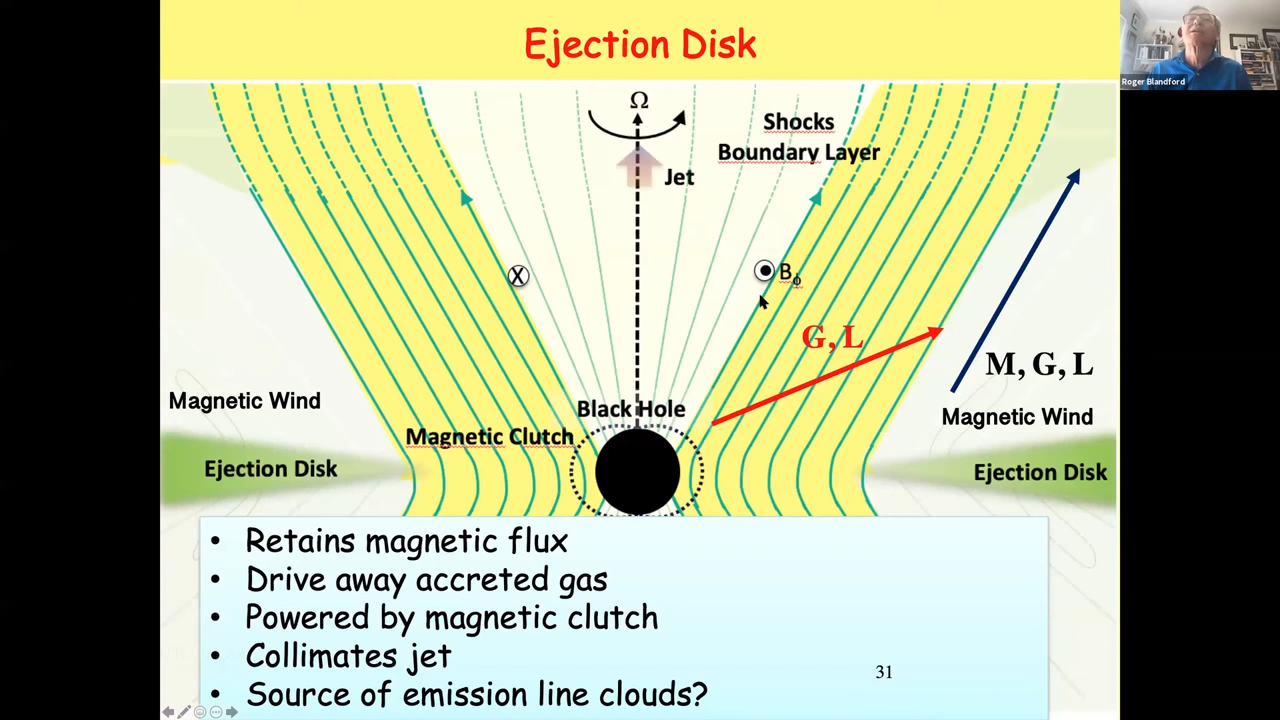 Ejection Disk
Roger Blandford
Ω
Shocks
Boundary Layer
Jet
X
Bϕ
G, L
M, G, L
Magnetic Wind
Black Hole
Magnetic Wind
Magnetic Clutch
Ejection Disk
Ejection Disk
• Retains magnetic flux
• Drive away accreted gas
• Powered by magnetic clutch
• Collimates jet
• Source of emission line clouds?
31